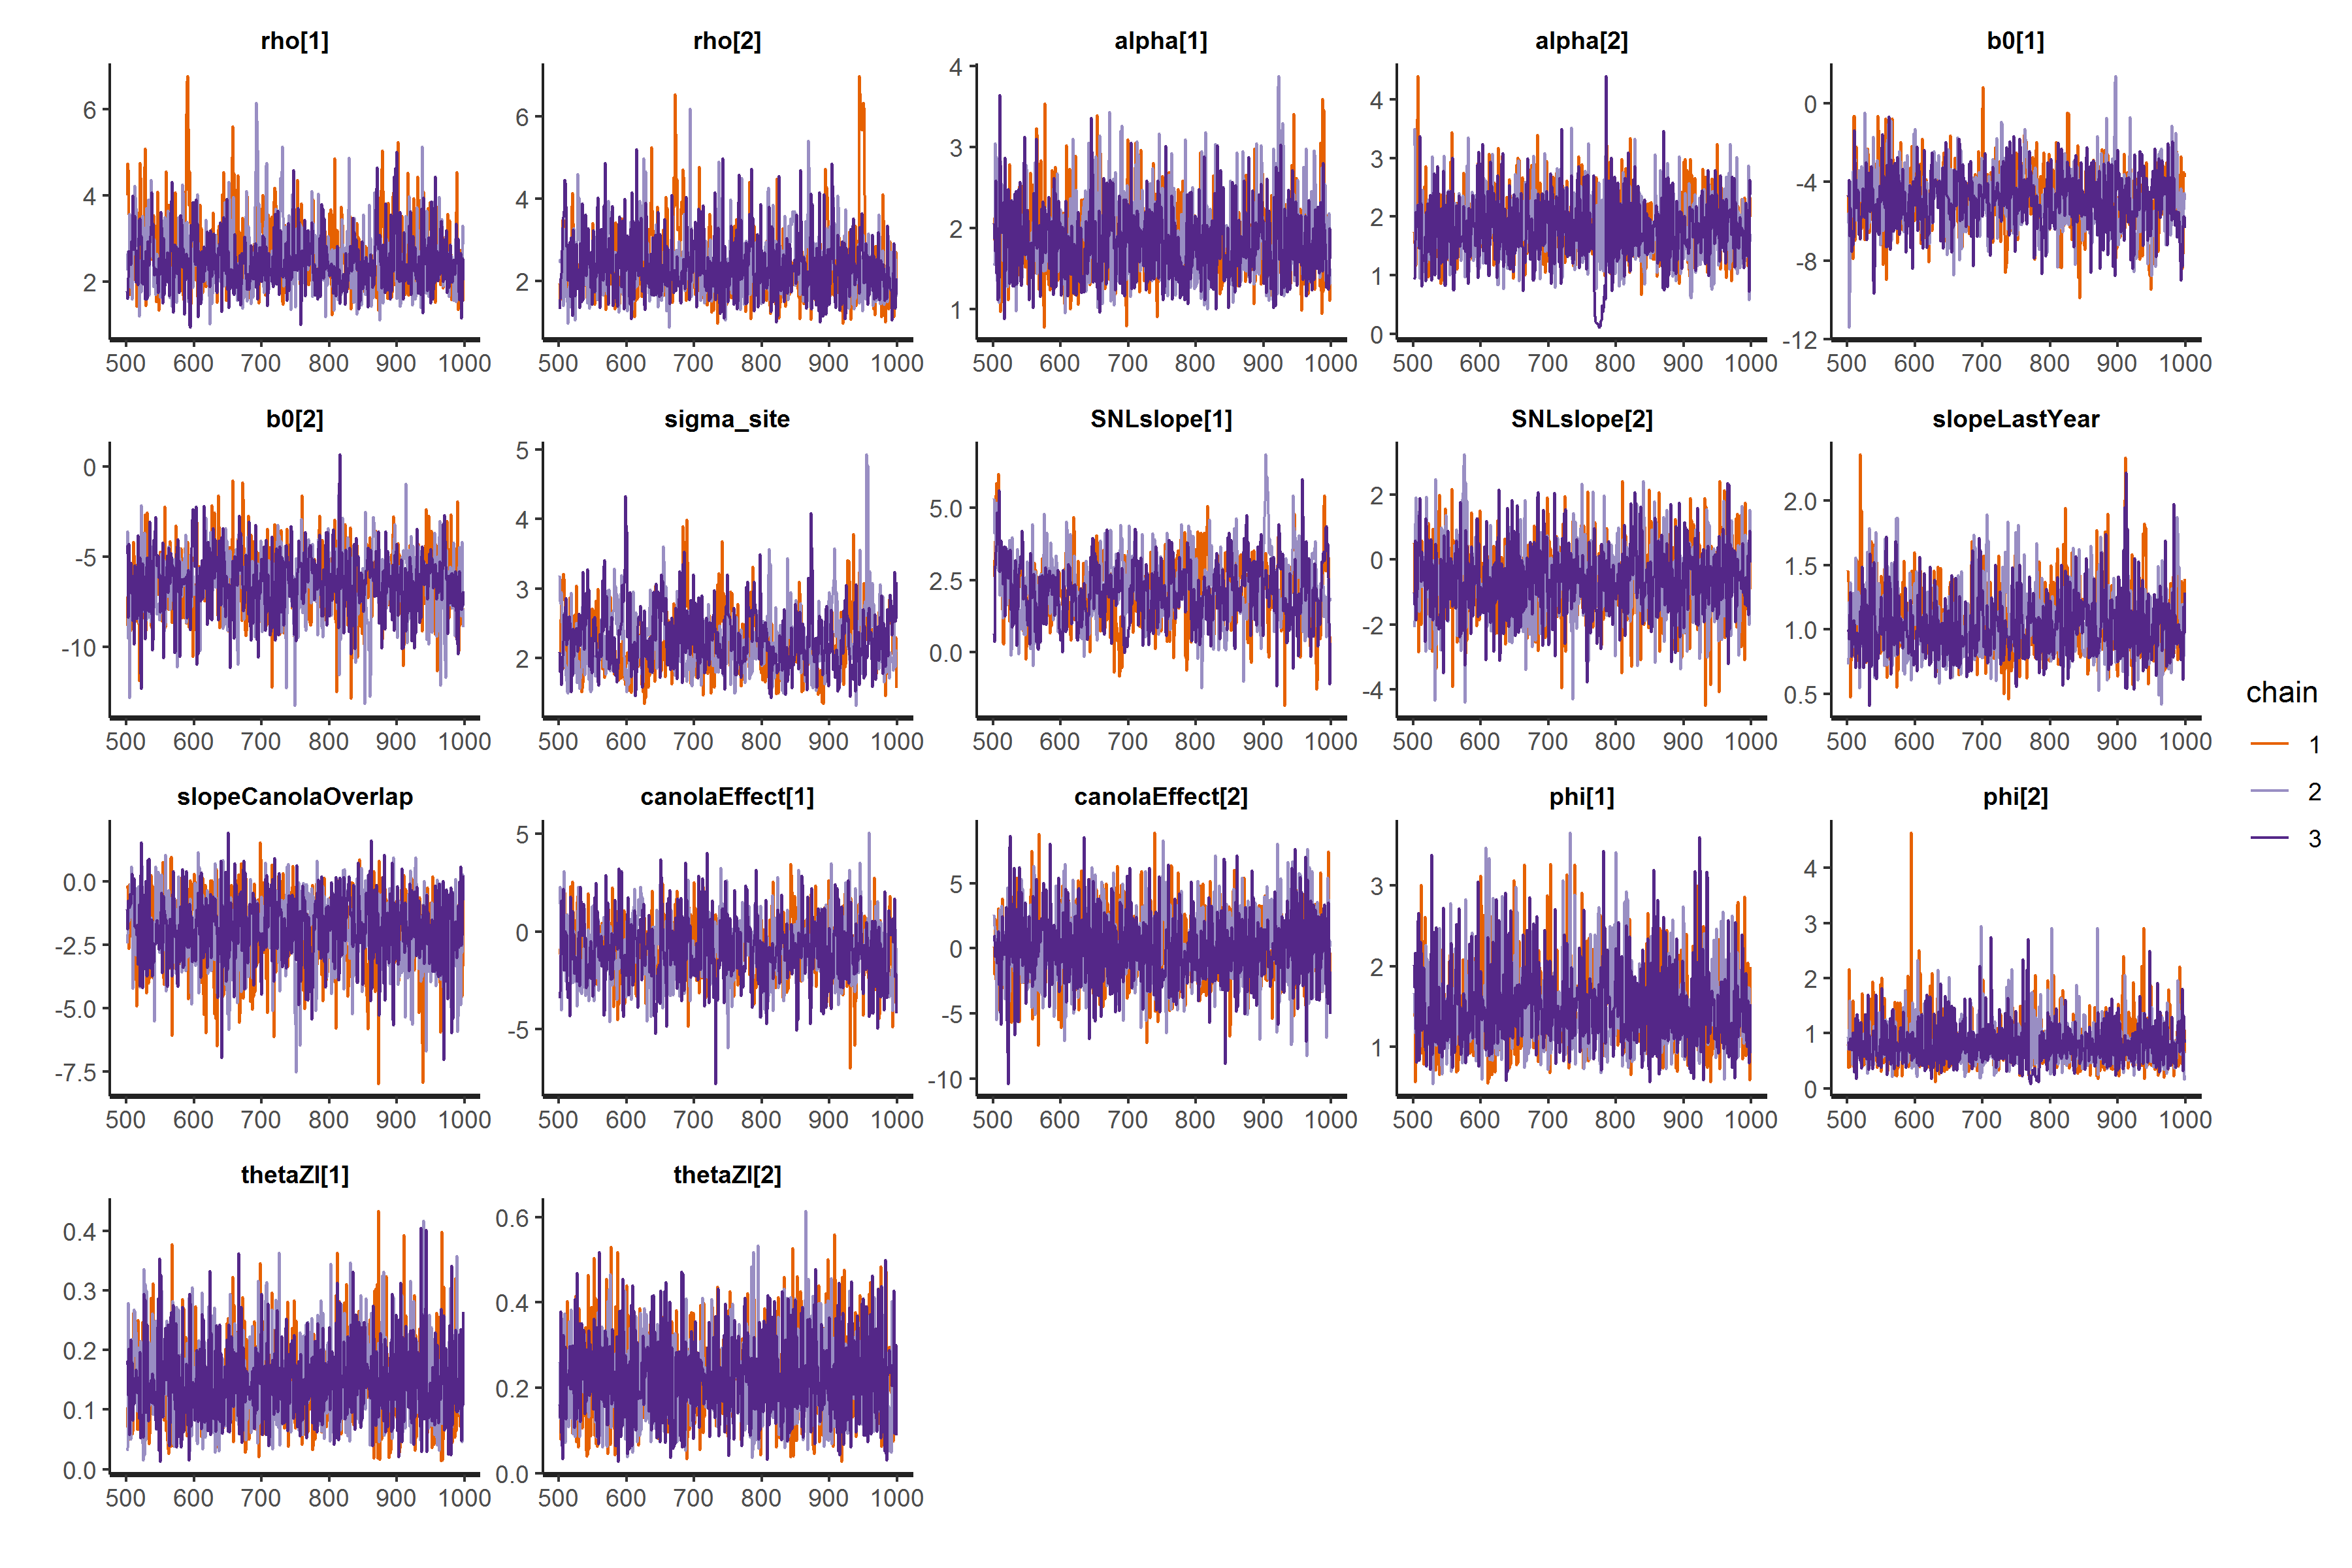 rho[1] rho[2] alpha[1] alpha[2] b0[1]
6 4 2
6 4 2
4 3 2 1
4 3 2 1 0
0 -4 -8 -12
500 600 700 800 900 1000 500 600 700 800 900 1000 500 600 700 800 900 1000 500 600 700 800 900 1000 500 600 700 800 900 1000
b0[2] sigma_site SNLslope[1] SNLslope[2] slopeLastYear
0 -5 -10
5 4 3 2
5.0 2.5 0.0
2 0 -2 -4
2.0 1.5 1.0 0.5
500 600 700 800 900 1000 500 600 700 800 900 1000 500 600 700 800 900 1000 500 600 700 800 900 1000 500 600 700 800 900 1000
slopeCanolaOverlap canolaEffect[1] canolaEffect[2] phi[1] phi[2]
0.0 -2.5 -5.0 -7.5
5 0 -5
5 0 -5 -10
3 2 1
4 3 2 1 0
500 600 700 800 900 1000 500 600 700 800 900 1000 500 600 700 800 900 1000 500 600 700 800 900 1000 500 600 700 800 900 1000
thetaZI[1] thetaZI[2]
0.4 0.3 0.2 0.1 0.0
0.6 0.4 0.2 0.0
500 600 700 800 900 1000 500 600 700 800 900 1000
chain
1
2
3